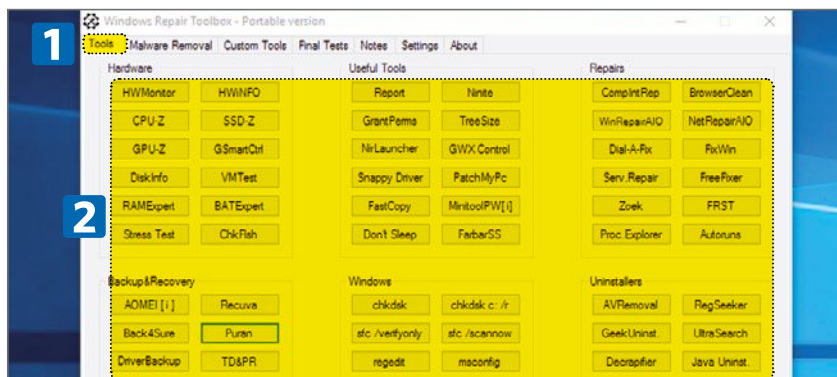 Windows Repair Toolbox - Portable version
1
Tools Malware Removal Custom Tools Final Tests Notes Settings About
Hardware Useful Tools Repairs
HWMonitor HWiNFO Report Ninite CompIntRep BrowserClean
CPU-Z SSD-Z GrantPerms TreeSize WinRepairAIO NetRepairAIO
GPU-Z GSmartCtrl NirLauncher GWX Control Dial-A-Fix FixWin
DiskInfo VMTest Snappy Driver PatchMyPc Serv.Repair FreeFixer
2
RAMExpert BATExpert FastCopy MinitoolPW[i] Zoek FRST
Stress Test ChkFlsh Don't Sleep FarbarSS Proc.Explorer Autoruns
Backup&Recovery Windows Uninstallers
AOMEI [i] Recuva chkdsk chkdsk c: /r AVRemoval RegSeeker
Back4Sure Puran sfc /verifyonly sfc /scannow GeekUninst. UltraSearch
DriverBackup TD&PR regedit msconfig Decrapifier Java Uninst.